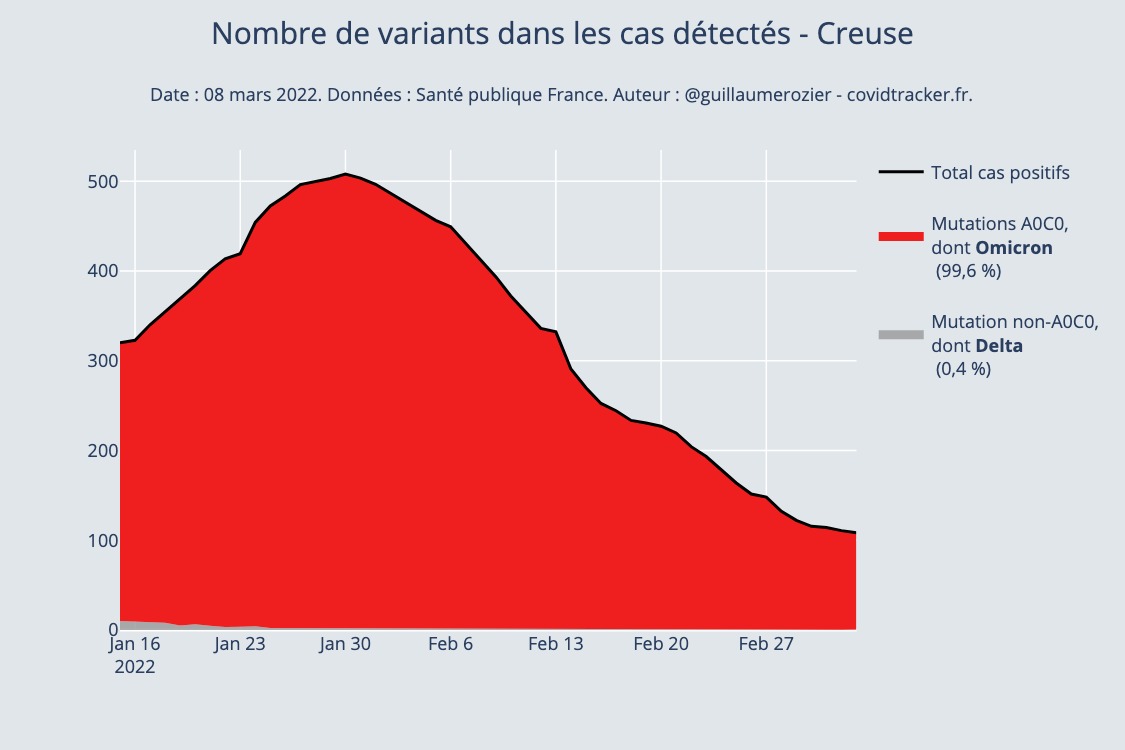 Nombre de variants dans les cas détectés - Creuse
Date : 08 mars 2022. Données : Santé publique France. Auteur : @guillaumerozier - covidtracker.fr.
500
400
300
200
100
0
Jan 16
2022
Jan 23
Jan 30
Feb 6
Feb 13
Feb 20
Feb 27
Total cas positifs
Mutations A0C0,
dont Omicron
(99,6 %)
Mutation non-A0C0,
dont Delta
(0,4 %)